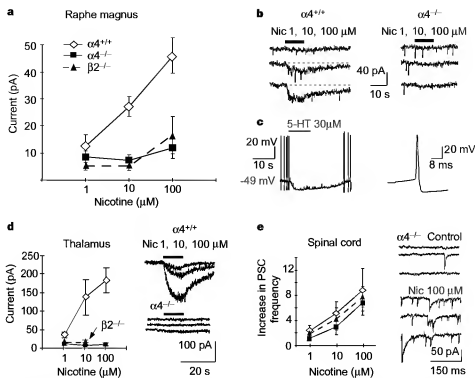 a
Raphe magnus
α4+/+
α4−/−
β2−/−
Current (pA)
50
40
30
20
10
1 10 100
Nicotine (µM)
b
α4+/+ α4−/−
Nic 1, 10, 100 µM Nic 1, 10, 100 µM
40 pA
10 s
c
5-HT 30µM
20 mV
10 s
-49 mV
20 mV
8 ms
d
Thalamus
Current (pA)
250
200
150
100
50
0
β2−/−
1 10 100
Nicotine (µM)
α4+/+
Nic 1, 10, 100 µM
α4−/−
100 pA
20 s
e
Spinal cord
Increase in PSC
frequency
12
8
4
0
1 10 100
Nicotine (µM)
α4−/− Control
Nic 100 µM
50 pA
150 ms